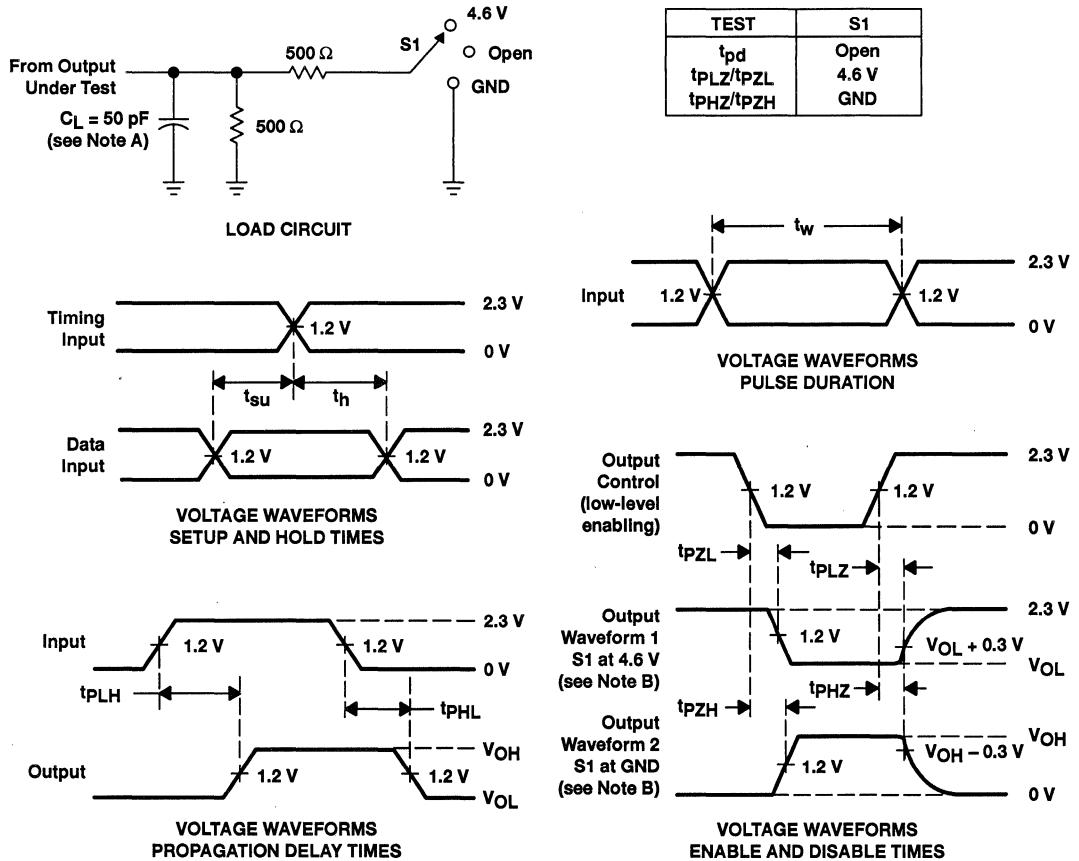 4.6 V
S1
Open
500 Ω
GND
From Output
Under Test
CL = 50 pF
(see Note A)
500 Ω
LOAD CIRCUIT
TEST S1
tpd Open
tPLZ/tPZL 4.6 V
tPHZ/tPZH GND
tw
2.3 V
Input
1.2 V
1.2 V
0 V
VOLTAGE WAVEFORMS
PULSE DURATION
Timing
Input
1.2 V
2.3 V
0 V
tsu
th
Data
Input
1.2 V
1.2 V
2.3 V
0 V
VOLTAGE WAVEFORMS
SETUP AND HOLD TIMES
Input
1.2 V
1.2 V
2.3 V
0 V
tPLH
tPHL
Output
1.2 V
1.2 V
VOH
VOL
VOLTAGE WAVEFORMS
PROPAGATION DELAY TIMES
Output
Control
(low-level
enabling)
1.2 V
1.2 V
2.3 V
0 V
tPZL
tPLZ
Output
Waveform 1
S1 at 4.6 V
(see Note B)
1.2 V
2.3 V
VOL + 0.3 V
VOL
tPZH
tPHZ
Output
Waveform 2
S1 at GND
(see Note B)
1.2 V
VOH
VOH – 0.3 V
0 V
VOLTAGE WAVEFORMS
ENABLE AND DISABLE TIMES